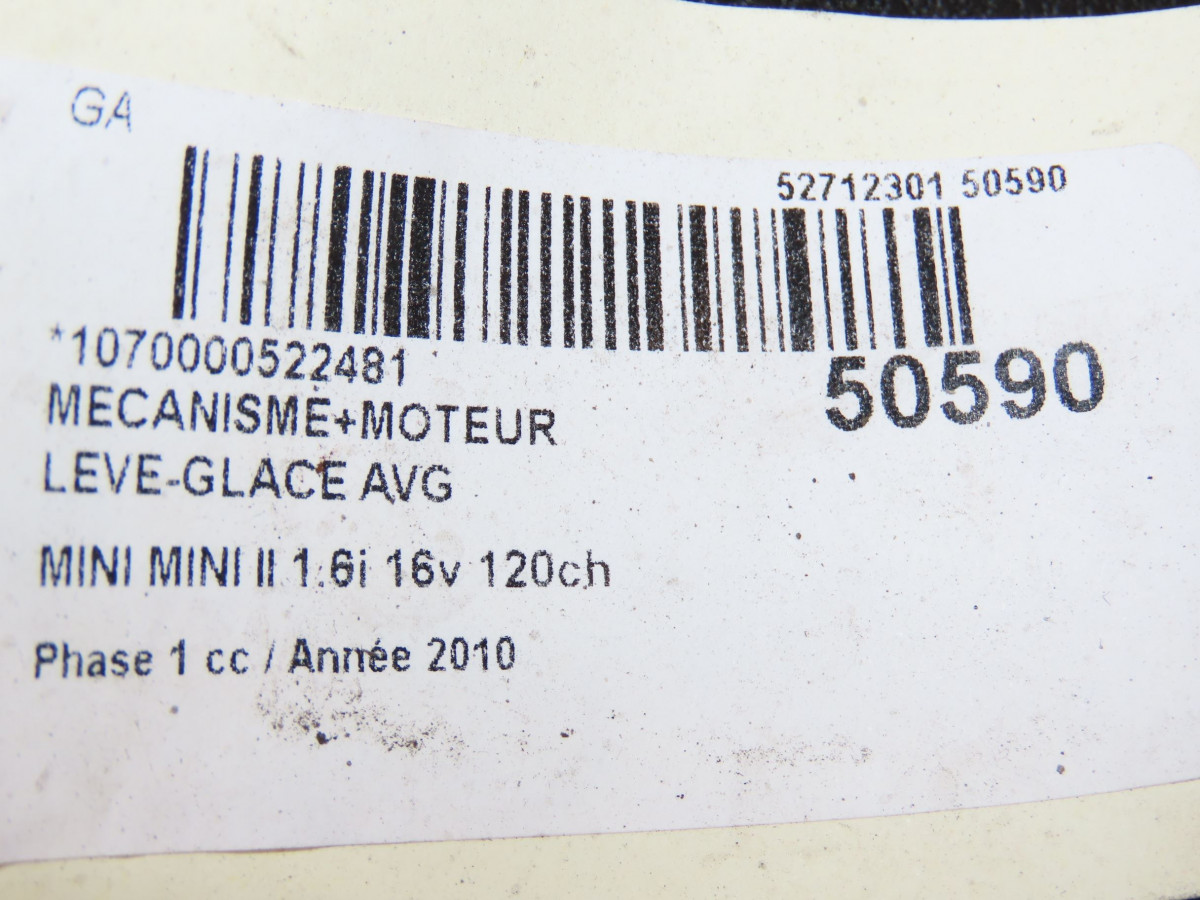 GA
52712301 50590
*1070000522481
50590
MECANISME+MOTEUR
LEVE-GLACE AVG
MINI MINI II 1.6i 16v 120ch
Phase 1 cc / Année 2010